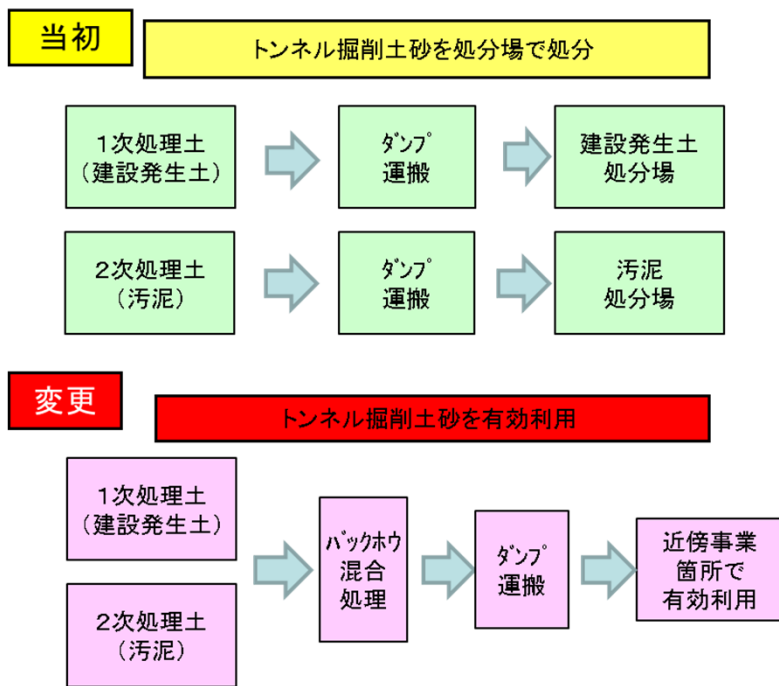 当初
トンネル掘削土砂を処分場で処分
1次処理土
(建設発生土)
ﾀﾞﾝﾌﾟ
運搬
建設発生土
処分場
2次処理土
(汚泥)
ﾀﾞﾝﾌﾟ
運搬
汚泥
処分場
変更
トンネル掘削土砂を有効利用
1次処理土
(建設発生土)
2次処理土
(汚泥)
ﾊﾞｯｸﾎｳ
混合
処理
ﾀﾞﾝﾌﾟ
運搬
近傍事業
箇所で
有効利用